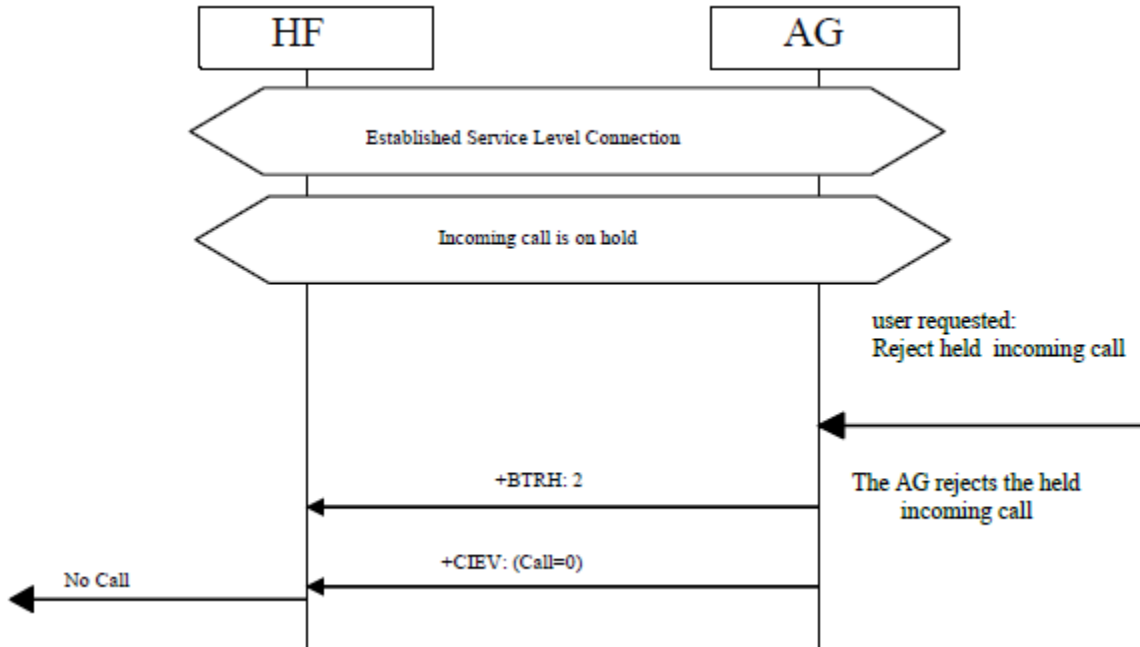 HF
AG
Established Service Level Connection
Incoming call is on hold
user requested:
Reject held incoming call
+BTRH: 2
The AG rejects the held
incoming call
+CIEV: (Call=0)
No Call